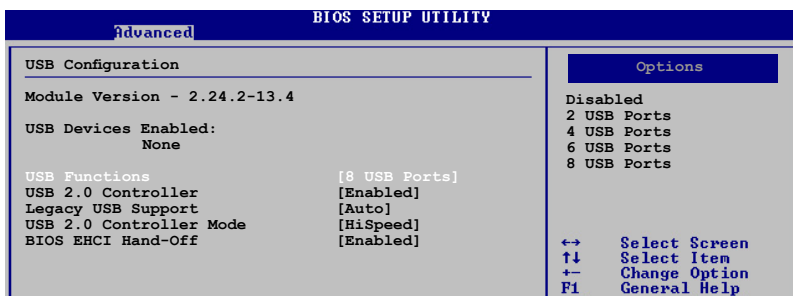 BIOS SETUP UTILITY
Advanced
USB Configuration
Module Version - 2.24.2-13.4
USB Devices Enabled:
None
USB Functions [8 USB Ports]
USB 2.0 Controller [Enabled]
Legacy USB Support [Auto]
USB 2.0 Controller Mode [HiSpeed]
BIOS EHCI Hand-Off [Enabled]
Options
Disabled
2 USB Ports
4 USB Ports
6 USB Ports
8 USB Ports
←→ Select Screen
↑↓ Select Item
+- Change Option
F1 General Help